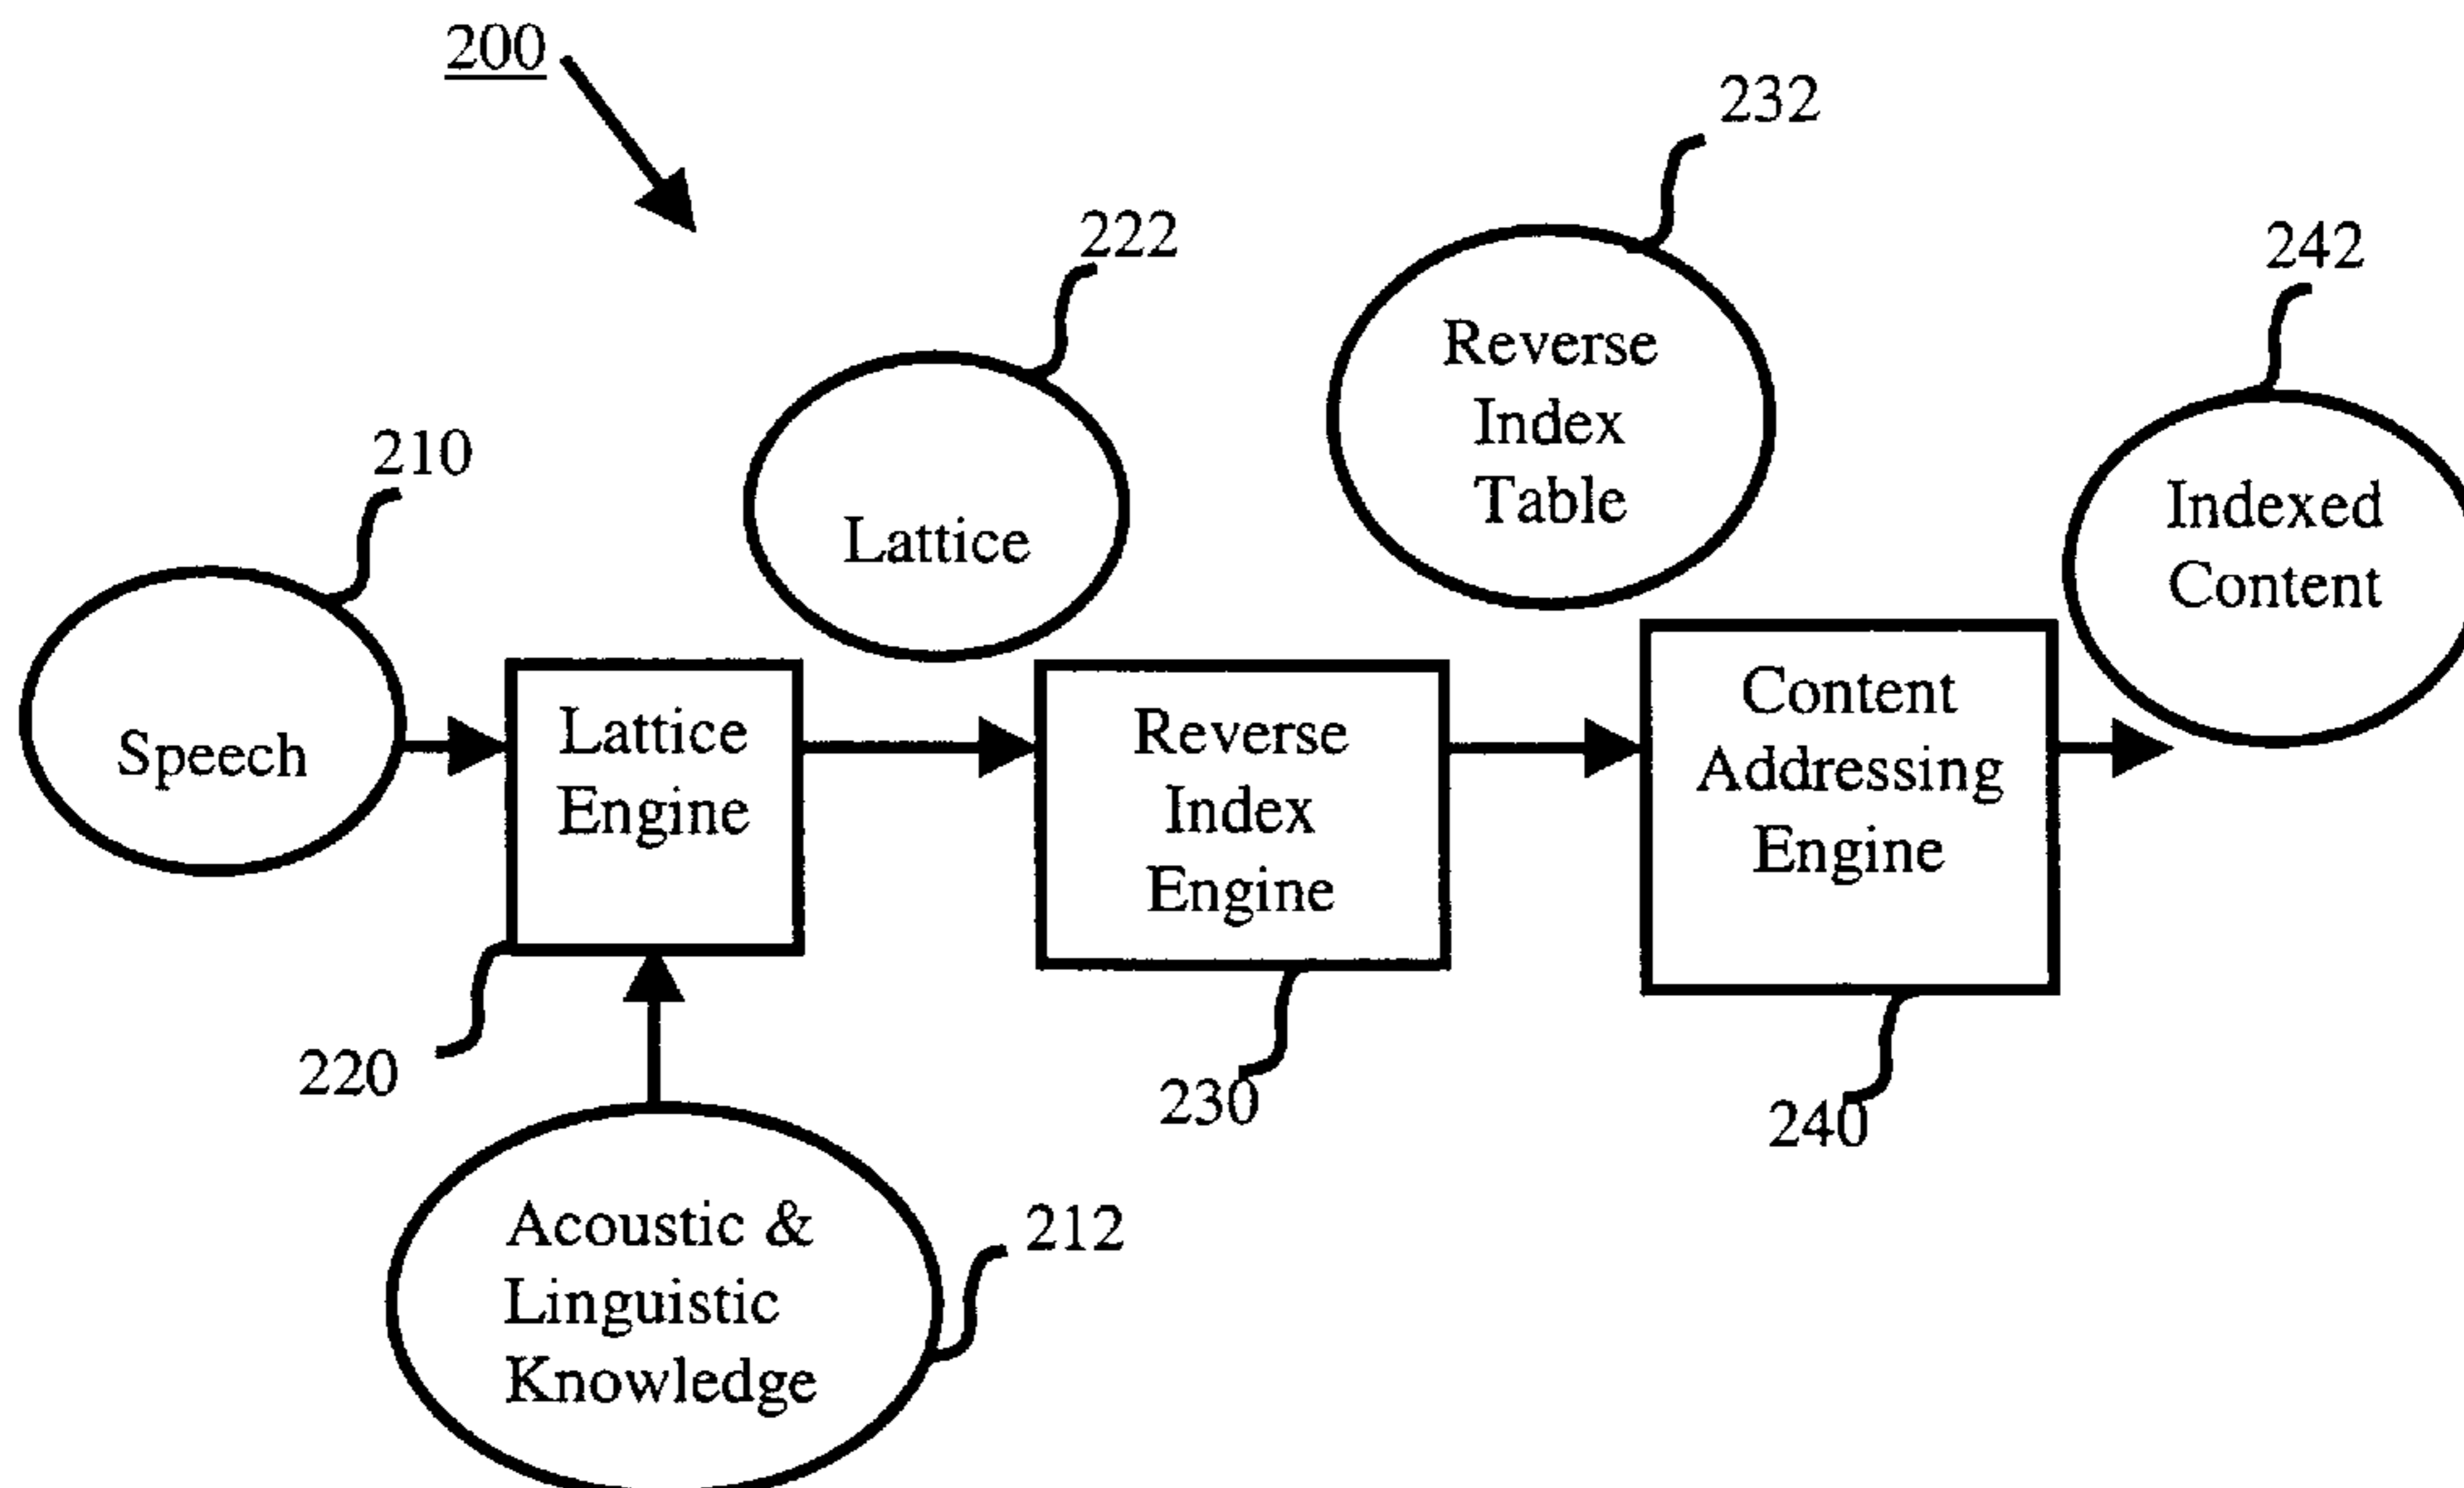 200
232
222
242
Reverse
Index
Table
210
Indexed
Content
Lattice
Speech
Lattice
Engine
Reverse
Index
Engine
Content
Addressing
Engine
220
230
240
Acoustic &
Linguistic
Knowledge
212